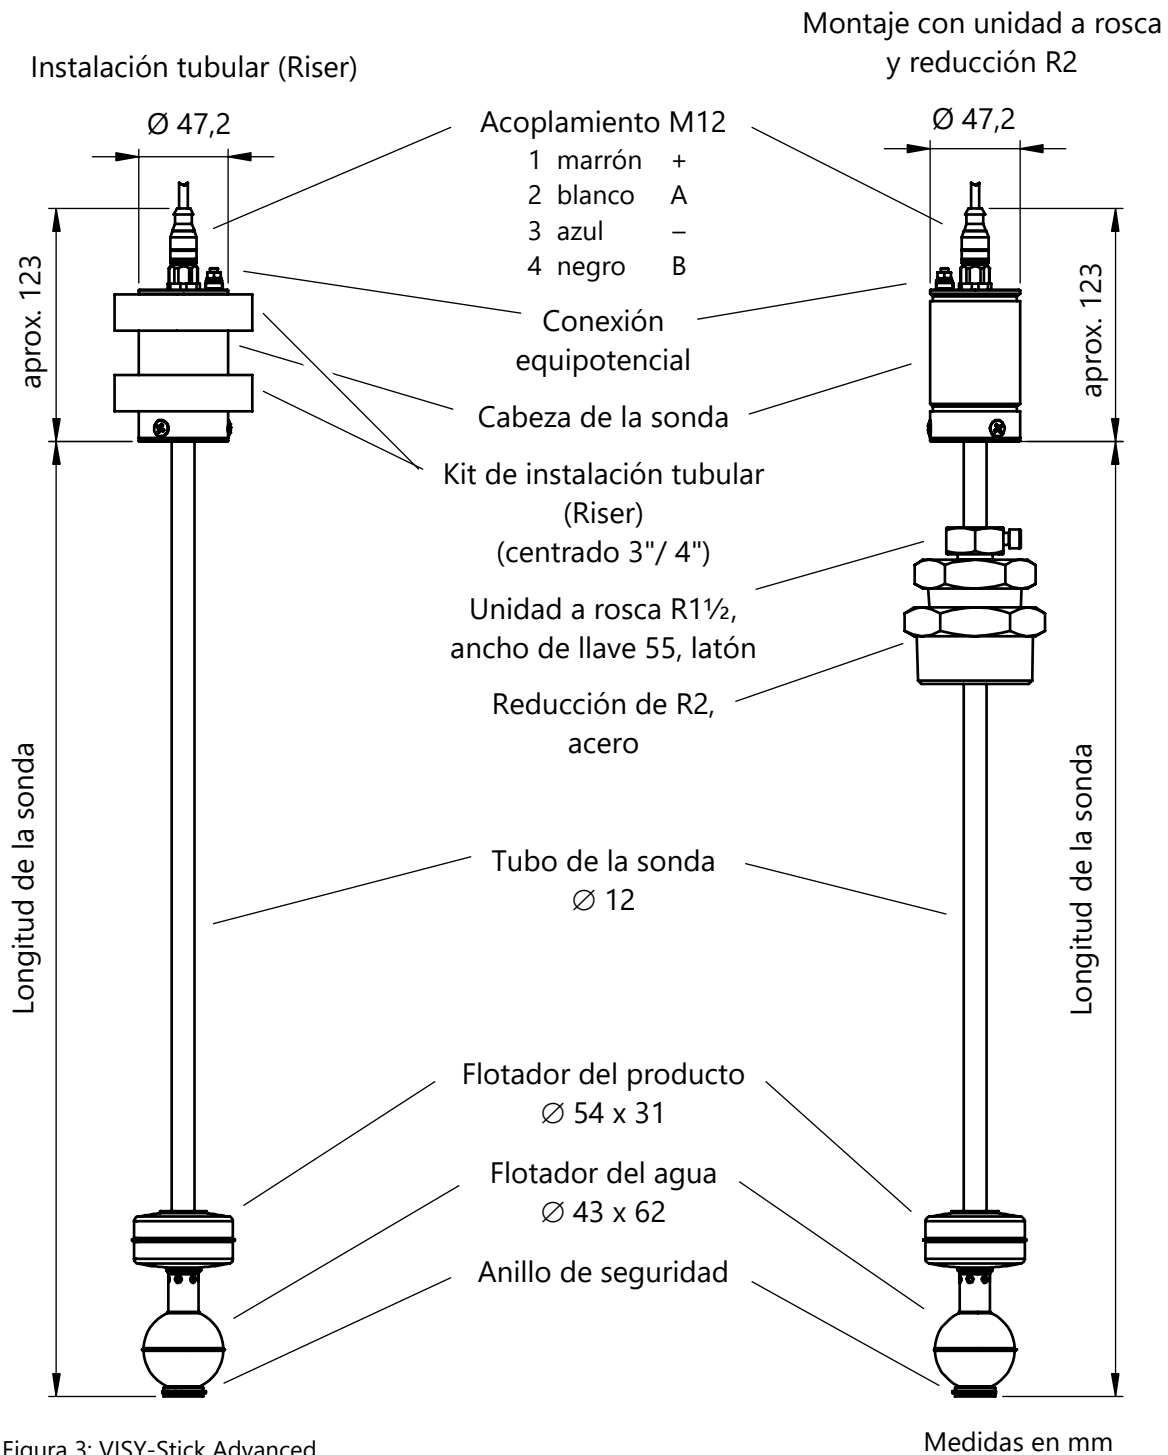 Montaje con unidad a rosca
y reducción R2
Instalación tubular (Riser)
Ø 47,2
Ø 47,2
Acoplamiento M12
1 marrón +
2 blanco A
3 azul –
4 negro B
aprox. 123
aprox. 123
Conexión
equipotencial
Cabeza de la sonda
Kit de instalación tubular
(Riser)
(centrado 3"/ 4")
Unidad a rosca R1½,
ancho de llave 55, latón
Reducción de R2,
acero
Longitud de la sonda
Longitud de la sonda
Tubo de la sonda
∅ 12
Flotador del producto
∅ 54 x 31
Flotador del agua
∅ 43 x 62
Anillo de seguridad
Medidas en mm
Figura 3: VISY-Stick Advanced